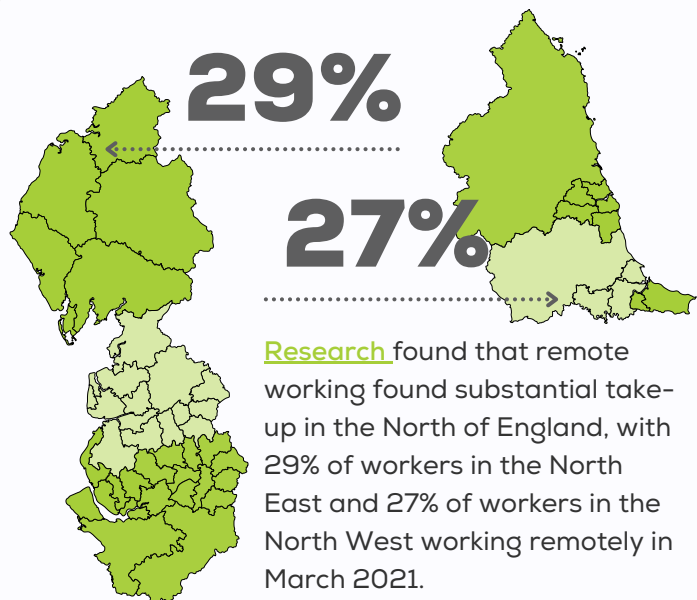 29%
27%
Research found that remote
working found substantial take-
up in the North of England, with
29% of workers in the North
East and 27% of workers in the
North West working remotely in
March 2021.